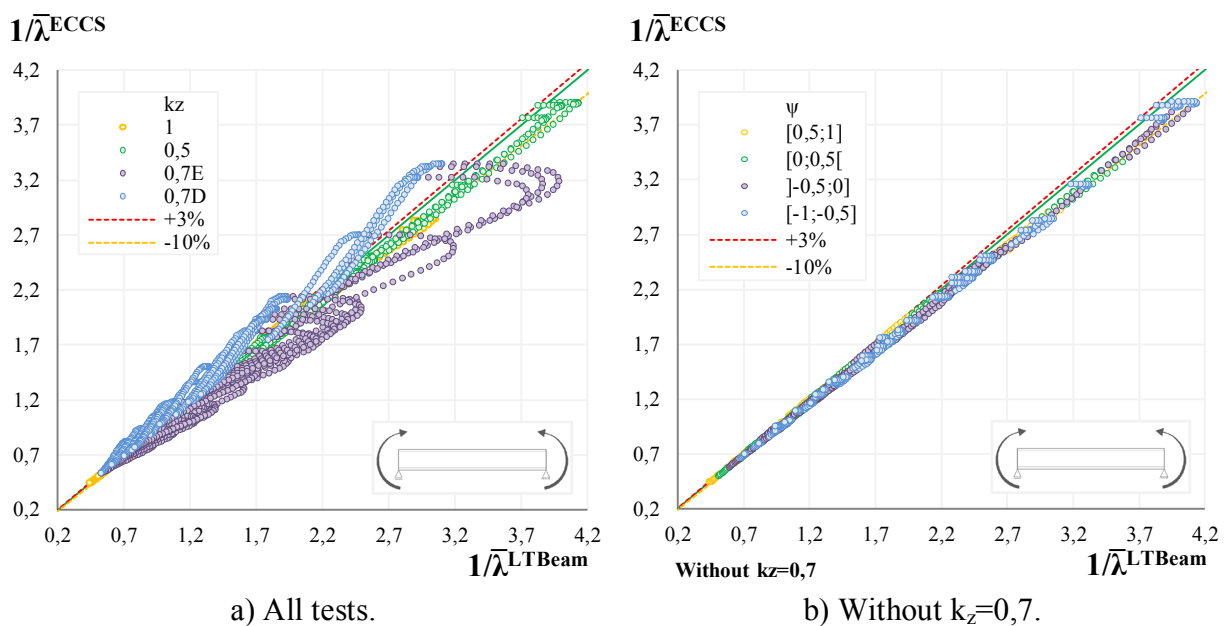 1/λ̅ᴱᶜᶜˢ
4,2
3,7
3,2
2,7
2,2
1,7
1,2
0,7
0,2
kz
1
0,5
0,7E
0,7D
+3%
-10%
0,2 0,7 1,2 1,7 2,2 2,7 3,2 3,7 4,2
1/λ̅ᴸᵀᴮᵉᵃᵐ
a) All tests.
1/λ̅ᴱᶜᶜˢ
4,2
3,7
3,2
2,7
2,2
1,7
1,2
0,7
0,2
ψ
[0,5;1]
[0;0,5[
]-0,5;0]
[-1;-0,5]
+3%
-10%
0,2 0,7 1,2 1,7 2,2 2,7 3,2 3,7 4,2
Without kz=0,7
1/λ̅ᴸᵀᴮᵉᵃᵐ
b) Without k_z=0,7.